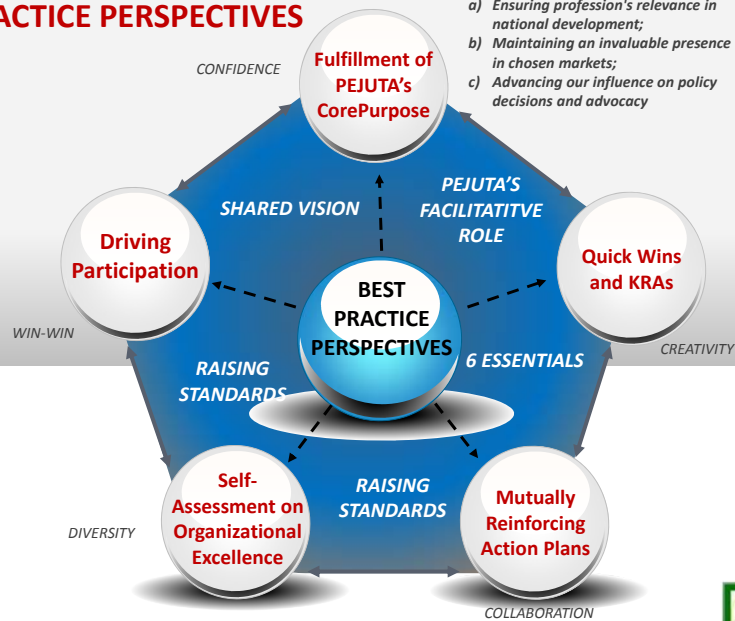 ACTICE PERSPECTIVES
a) Ensuring profession's relevance in
national development;
b) Maintaining an invaluable presence
in chosen markets;
c) Advancing our influence on policy
decisions and advocacy
CONFIDENCE
Fulfillment of
PEJUTA's
CorePurpose
SHARED VISION
PEJUTA'S
FACILITATITVE
ROLE
Driving
Participation
Quick Wins
and KRAs
BEST
PRACTICE
PERSPECTIVES
WIN-WIN
CREATIVITY
RAISING
STANDARDS
6 ESSENTIALS
Self-
Assessment on
Organizational
Excellence
RAISING
STANDARDS
Mutually
Reinforcing
Action Plans
DIVERSITY
COLLABORATION